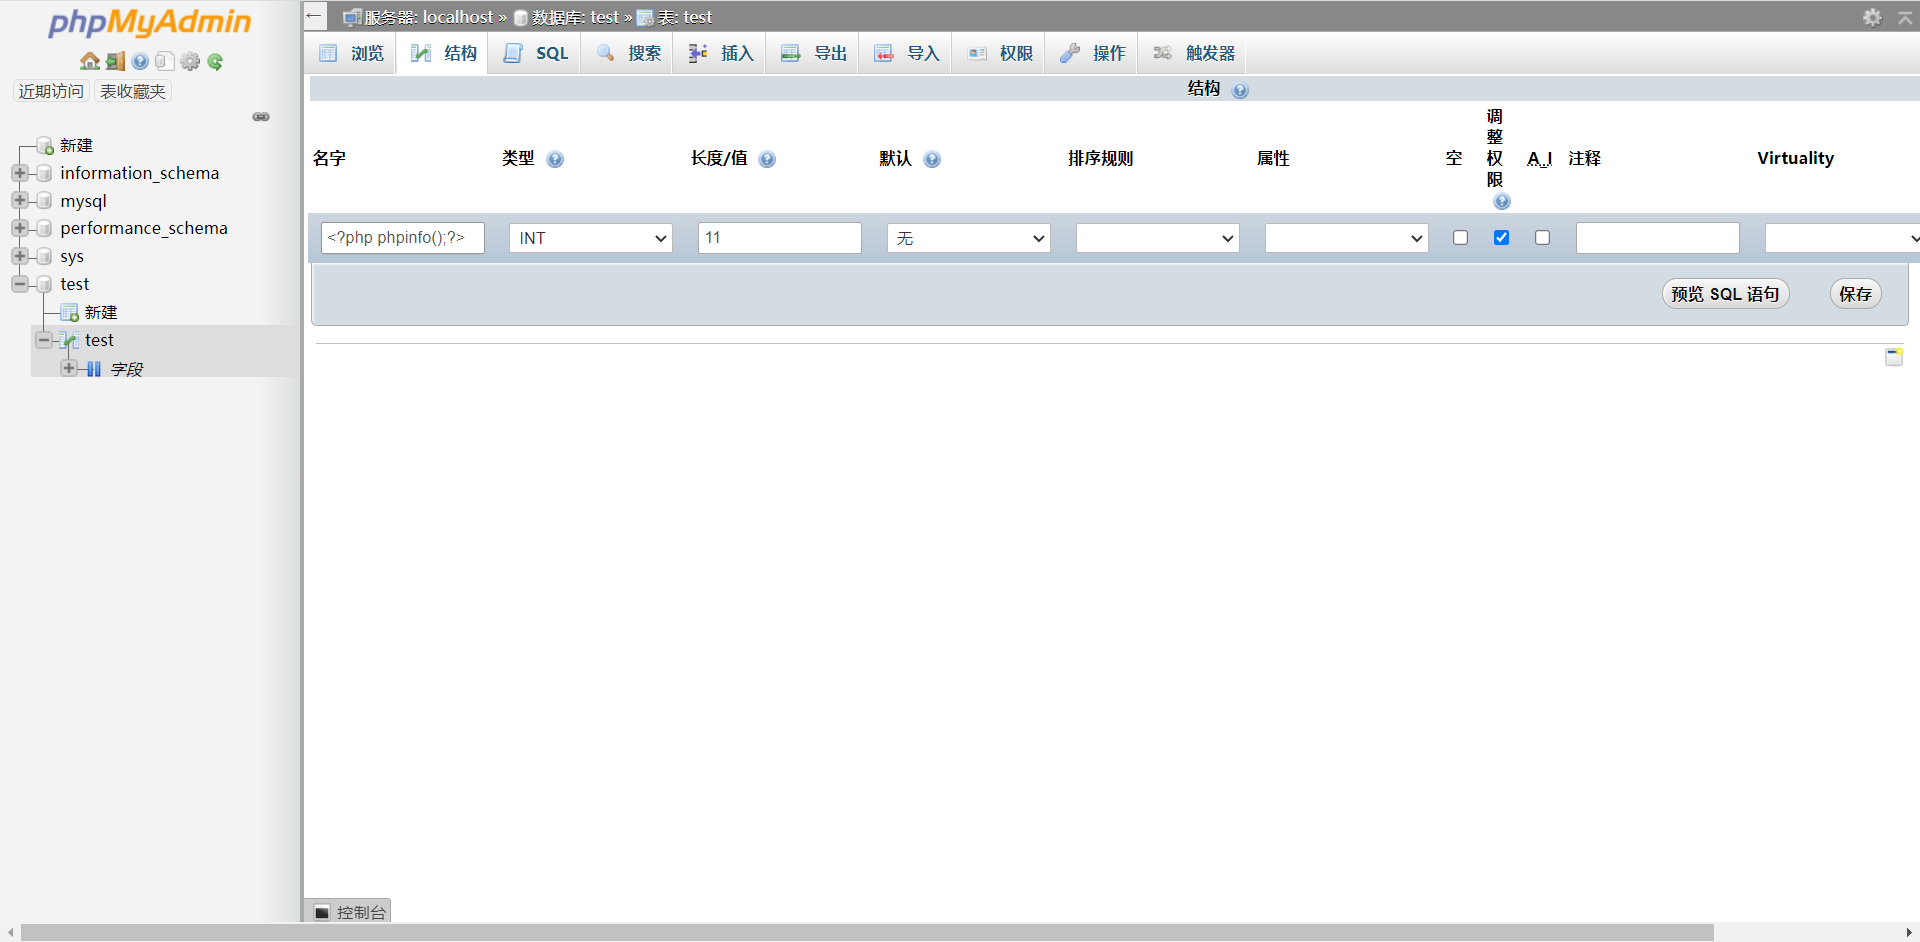 phpMyAdmin
近期访问 表收藏夹
新建
information_schema
mysql
performance_schema
sys
test
新建
test
字段
服务器: localhost » 数据库: test » 表: test
浏览 结构 SQL 搜索 插入 导出 导入 权限 操作 触发器
结构
名字 类型 长度/值 默认 排序规则 属性 空 调整权限 A_I 注释 Virtuality
<?php phpinfo();?> INT 11 无
预览 SQL 语句 保存
控制台